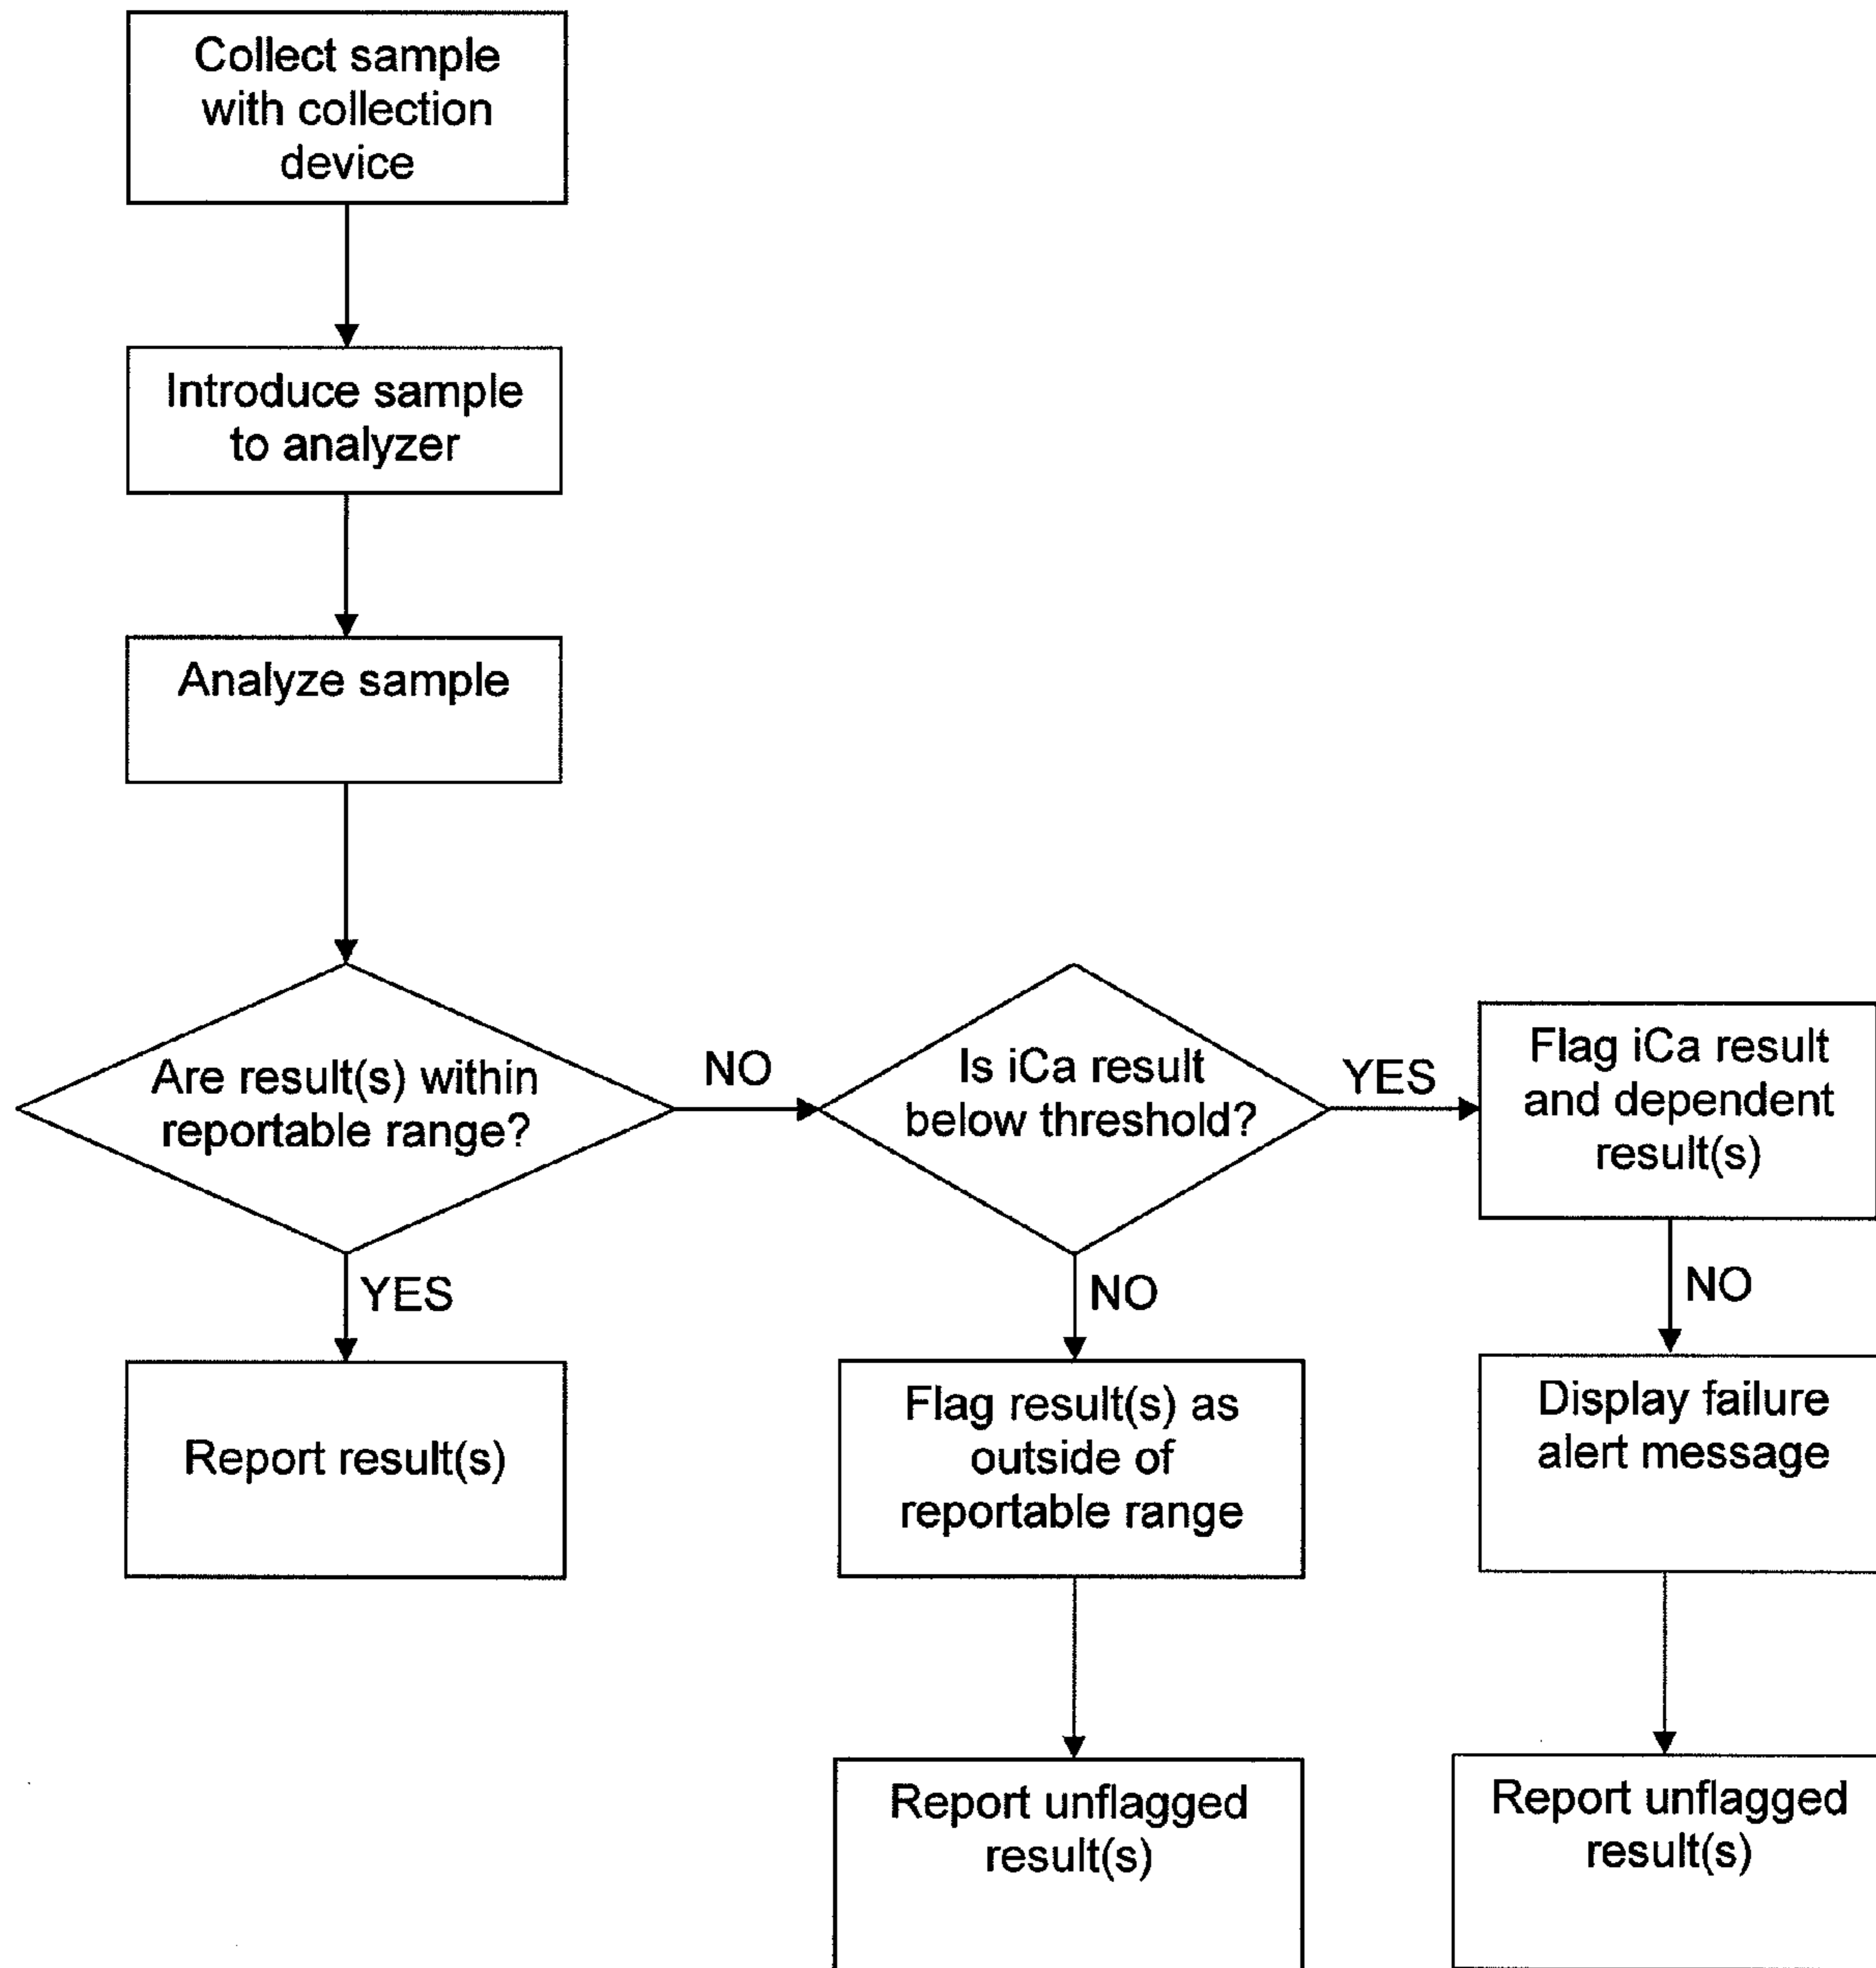 Collect sample
with collection
device
Introduce sample
to analyzer
Analyze sample
Are result(s) within
reportable range?
NO
Is iCa result
below threshold?
YES
Flag iCa result
and dependent
result(s)
YES
NO
NO
Report result(s)
Flag result(s) as
outside of
reportable range
Display failure
alert message
Report unflagged
result(s)
Report unflagged
result(s)